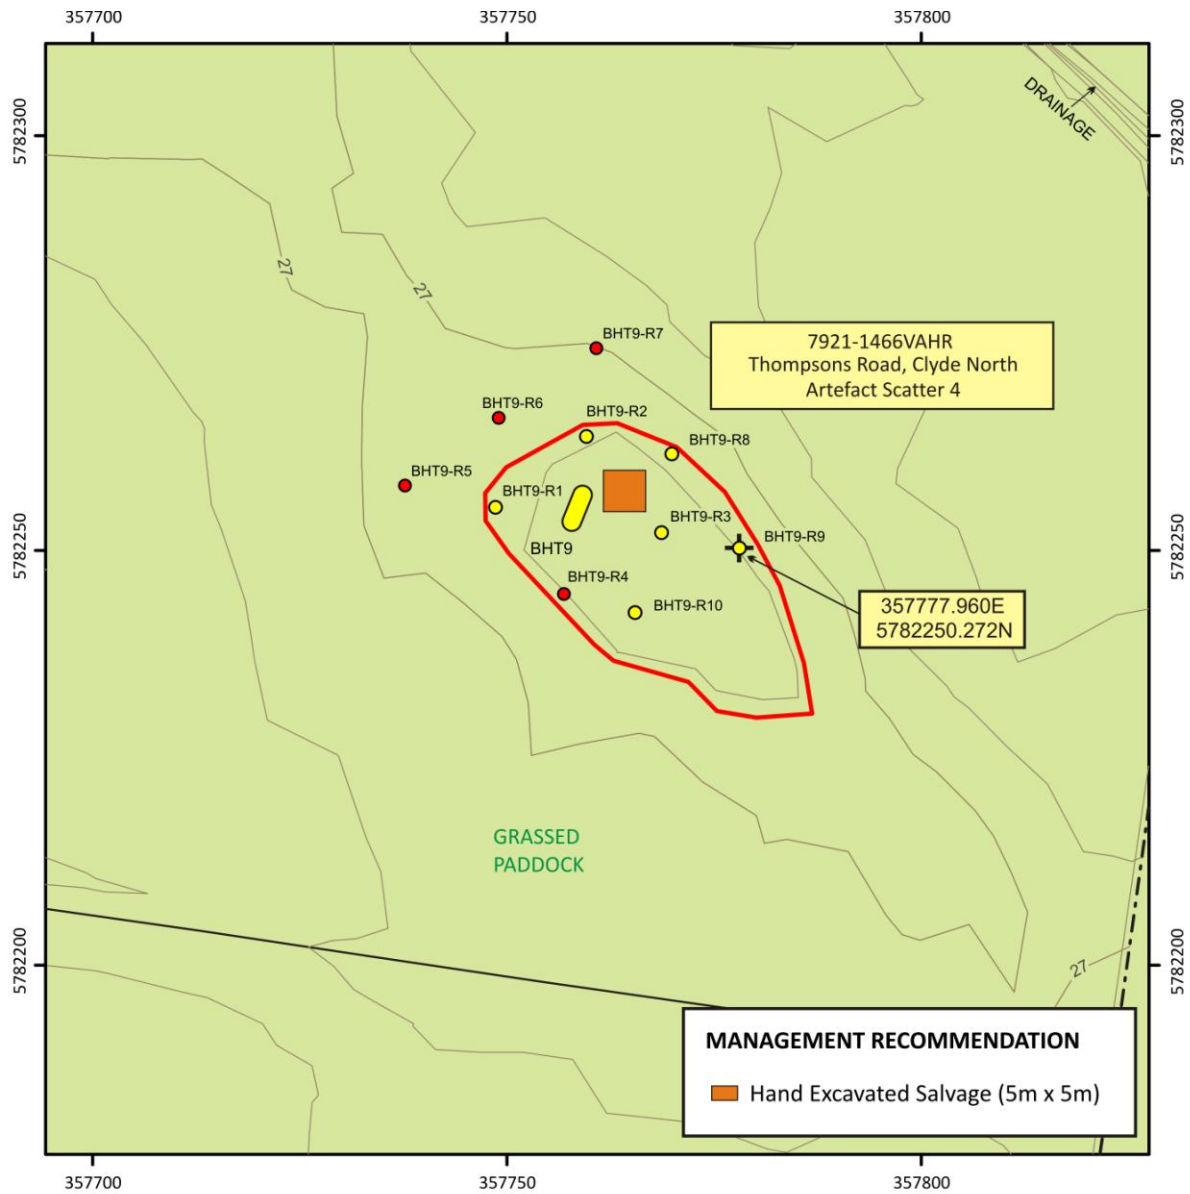 357700
357750
357800
5782300
5782300
DRAINAGE
27
27
BHT9-R7
7921-1466VAHR
Thompsons Road, Clyde North
Artefact Scatter 4
BHT9-R6
BHT9-R2
BHT9-R8
BHT9-R5
BHT9-R1
BHT9-R3
BHT9-R9
5782250
5782250
BHT9
BHT9-R4
BHT9-R10
357777.960E
5782250.272N
GRASSED
PADDOCK
5782200
5782200
27
MANAGEMENT RECOMMENDATION
Hand Excavated Salvage (5m x 5m)
357700
357750
357800